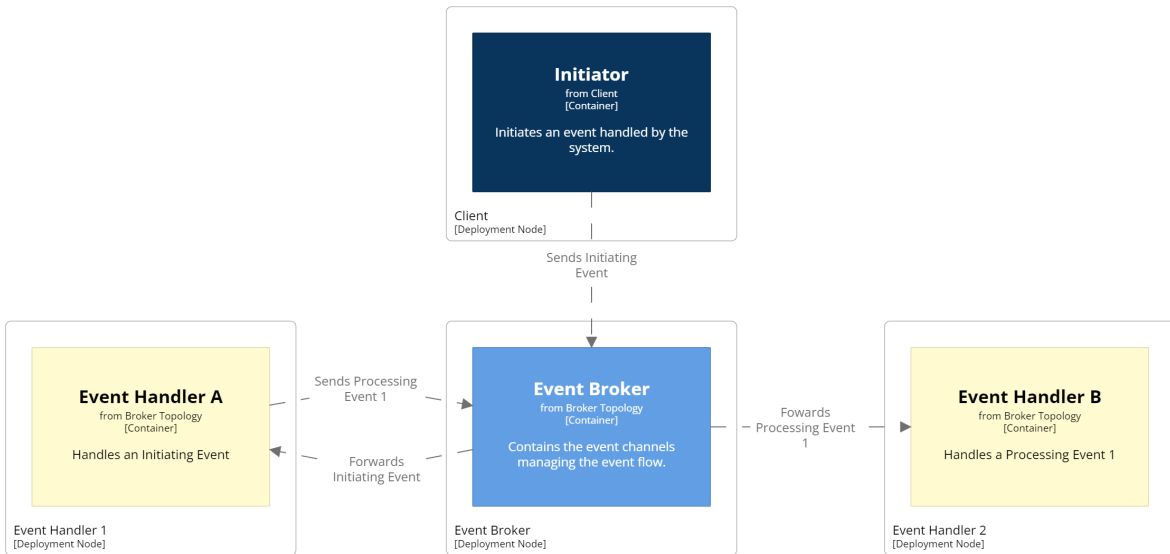 Initiator
from Client
[Container]
Initiates an event handled by the
system.
Client
[Deployment Node]
Sends Initiating
Event
Event Handler A
from Broker Topology
[Container]
Handles an Initiating Event
Event Handler 1
[Deployment Node]
Sends Processing
Event 1
Forwards
Initiating Event
Event Broker
from Broker Topology
[Container]
Contains the event channels
managing the event flow.
Event Broker
[Deployment Node]
Fowards
Processing Event
1
Event Handler B
from Broker Topology
[Container]
Handles a Processing Event 1
Event Handler 2
[Deployment Node]